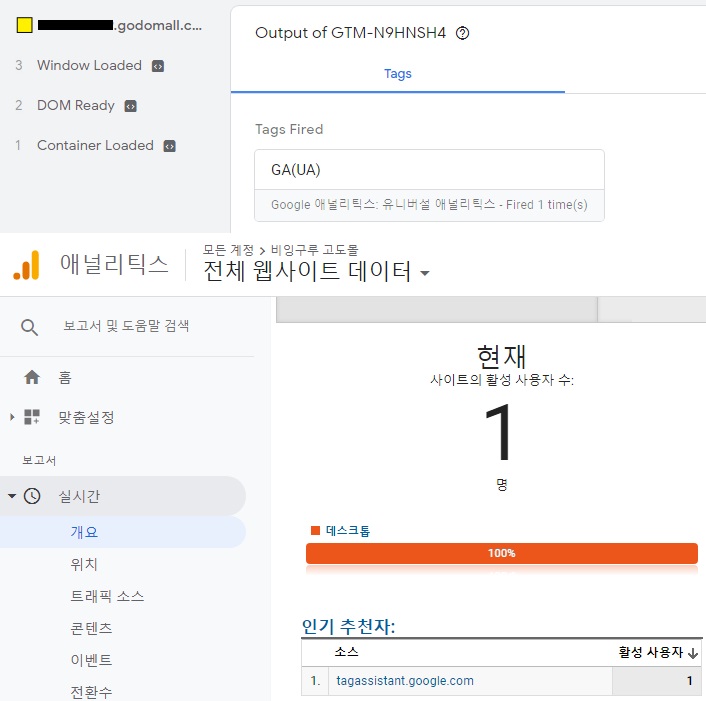 .godomall.c...
3 Window Loaded
2 DOM Ready
1 Container Loaded
Output of GTM-N9HNSH4
Tags
Tags Fired
GA(UA)
Google 애널리틱스: 유니버설 애널리틱스 - Fired 1 time(s)
애널리틱스
모든 계정 > 비잉구루 고도몰
전체 웹사이트 데이터
보고서 및 도움말 검색
홈
맞춤설정
보고서
실시간
개요
위치
트래픽 소스
콘텐츠
이벤트
전환수
현재
사이트의 활성 사용자 수:
1
명
데스크톱
100%
인기 추천자:
소스 활성 사용자
1. tagassistant.google.com 1